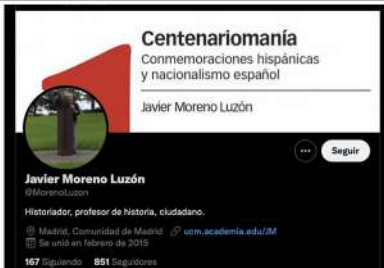 Centenariomanía
Conmemoraciones hispánicas
y nacionalismo español
Javier Moreno Luzón
Seguir
Javier Moreno Luzón
@MorenoLuzon
Historiador, profesor de historia, ciudadano.
Madrid, Comunidad de Madrid ucm.academia.edu/JM
Se unió en febrero de 2015
167 Siguiendo 851 Seguidores